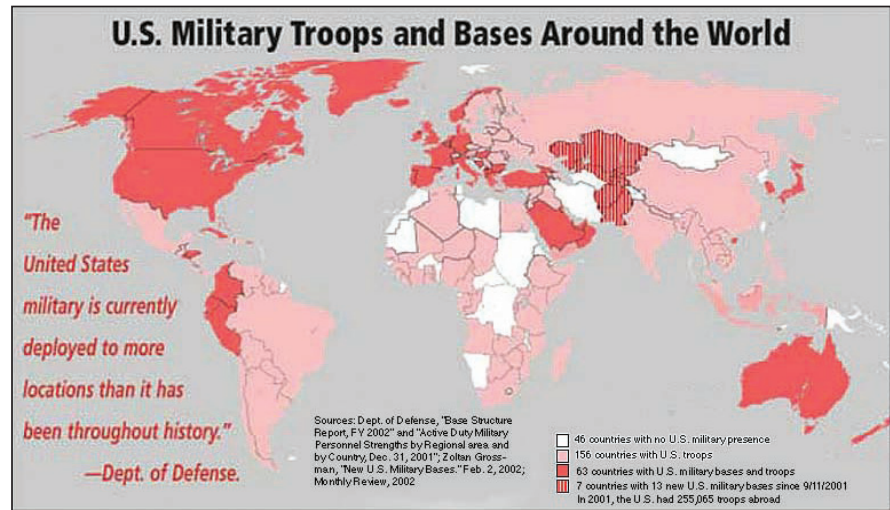 U.S. Military Troops and Bases Around the World
"The
United States
military is currently
deployed to more
locations than it has
been throughout history."
—Dept. of Defense.
Sources: Dept. of Defense, "Base Structure
Report, FY 2002" and "Active Duty Military
Personnel Strengths by Regional area and
by Country, Dec. 31, 2001"; Zoltan Gross-
man, "New U.S. Military Bases." Feb. 2, 2002;
Monthly Review, 2002
46 countries with no U.S. military presence
156 countries with U.S. troops
63 countries with U.S. military bases and troops
7 countries with 13 new U.S. military bases since 9/11/2001
In 2001, the U.S. had 255,065 troops abroad